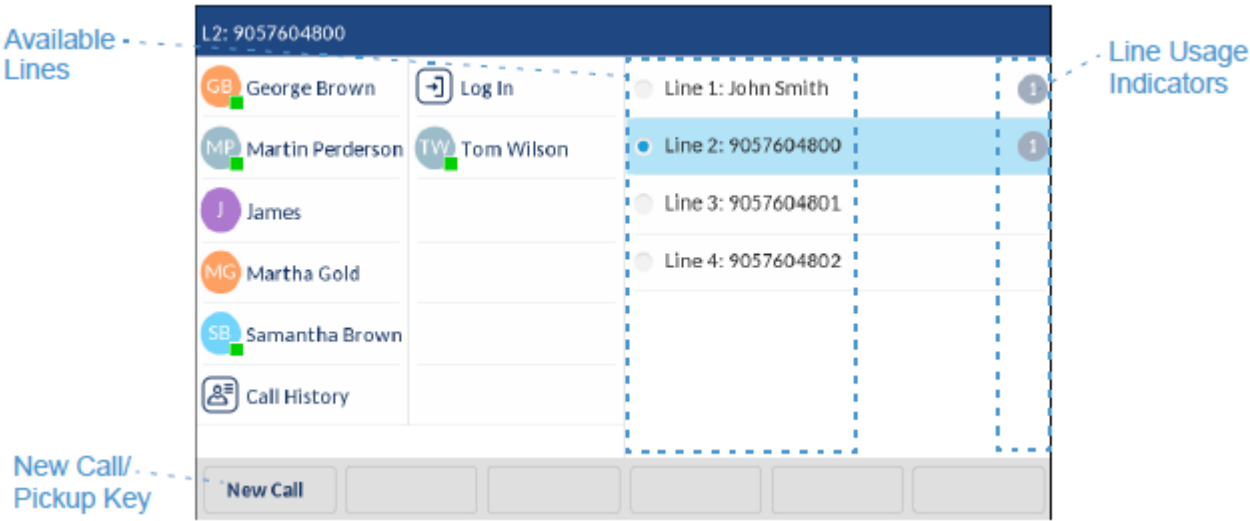 Available
Lines
L2: 9057604800
Line Usage
Indicators
GB George Brown
MP Martin Perderson
J James
MG Martha Gold
SB Samantha Brown
Call History
Log In
TW Tom Wilson
Line 1: John Smith 1
Line 2: 9057604800 1
Line 3: 9057604801
Line 4: 9057604802
New Call/
Pickup Key
New Call